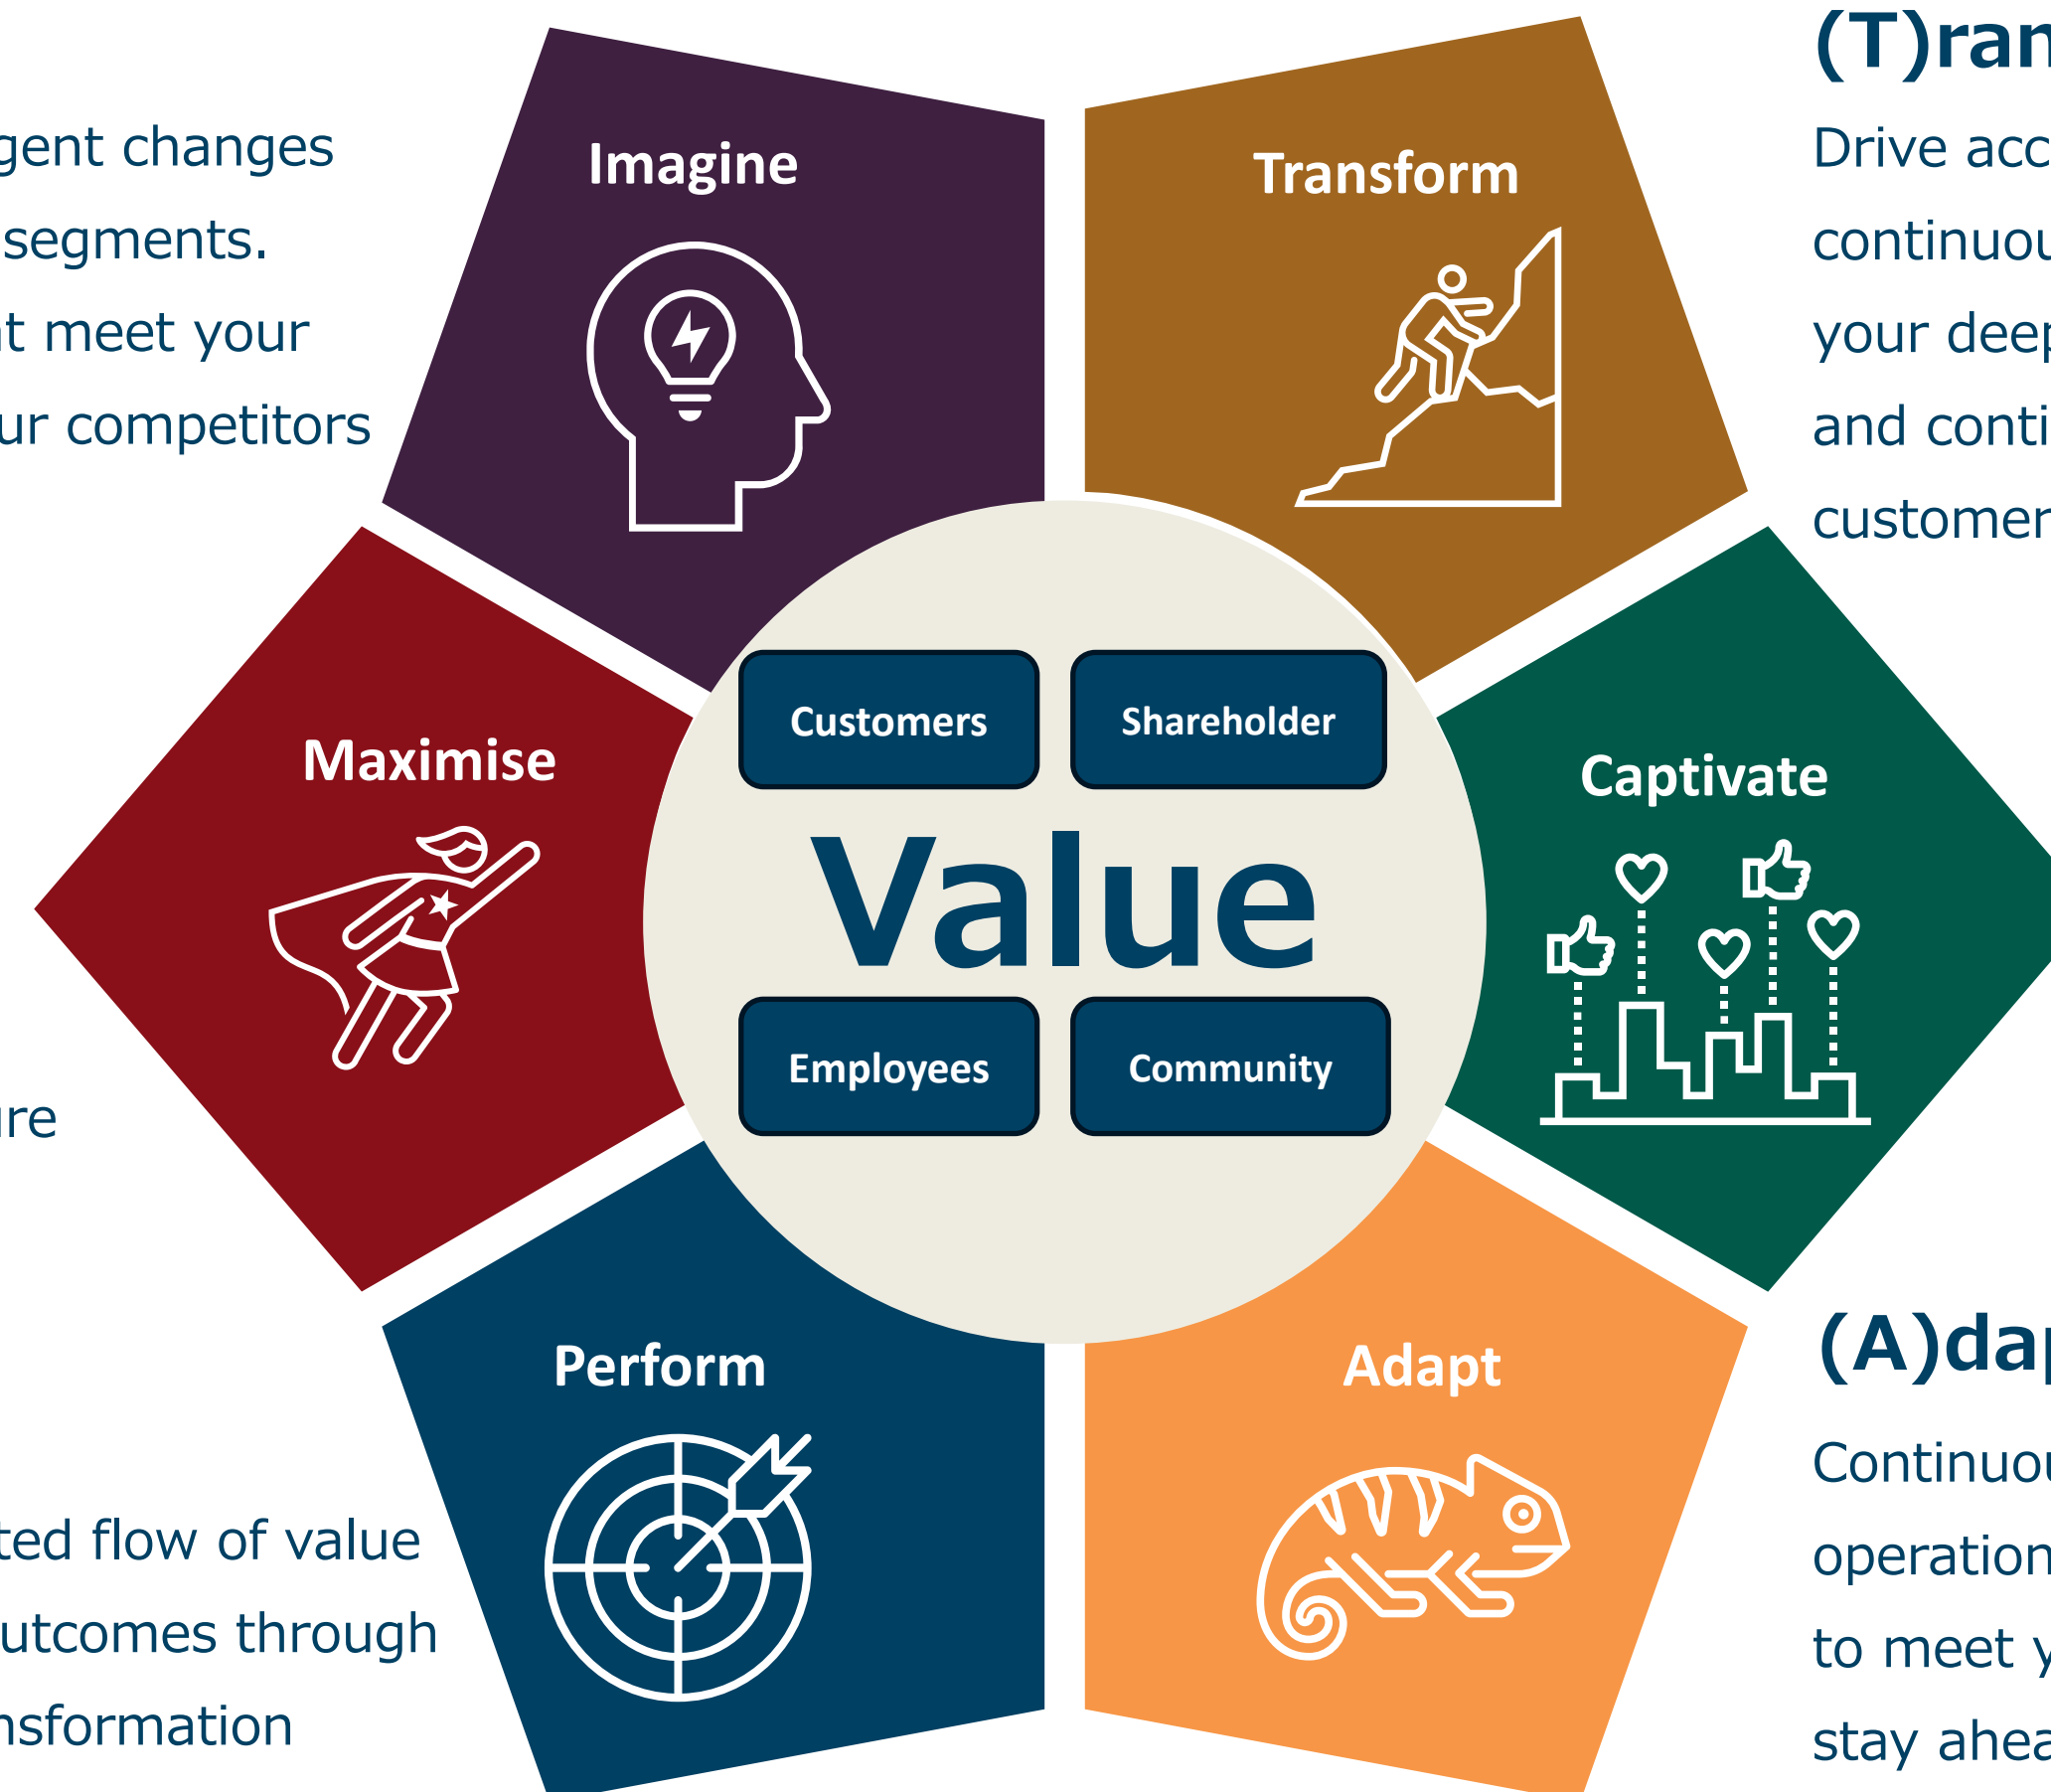 gent changes
segments.
meet your
competitors
Imagine
Transform
(T)ran
Drive acc
continuou
your deep
and conti
customer
Maximise
Customers
Shareholder
Captivate
Value
Employees
Community
ure
Perform
Adapt
(A)dap
ted flow of value
utcomes through
nsformation
Continuou
operation
to meet y
stay ahea